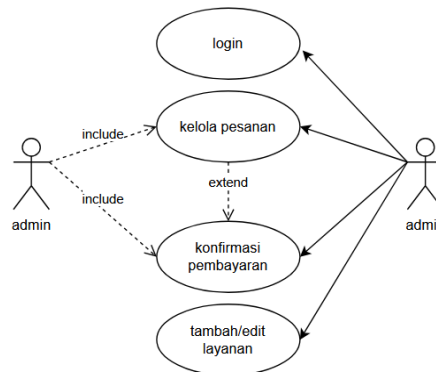 login
kelola pesanan
include
extend
include
admin
admin
konfirmasi
pembayaran
tambah/edit
layanan